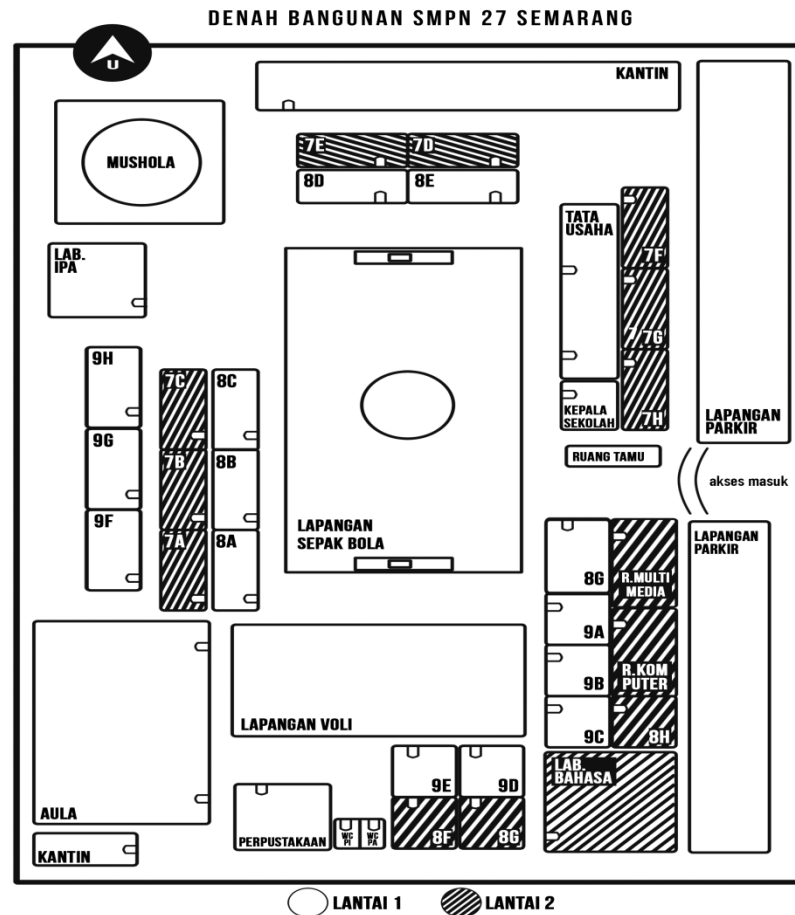 DENAH BANGUNAN SMPN 27 SEMARANG
U
KANTIN
MUSHOLA
7E
7D
8D
8E
TATA
USAHA
7F
LAB.
IPA
7 7G
9H
7C
8C
KEPALA
SEKOLAH
7H
LAPANGAN
PARKIR
9G
7B
8B
RUANG TAMU
akses masuk
9F
7A
8A
LAPANGAN
SEPAK BOLA
8G
R.MULTI
MEDIA
LAPANGAN
PARKIR
9A
9B
R.KOM
PUTER
LAPANGAN VOLI
9C
8H
AULA
9E
9D
LAB.
BAHASA
PERPUSTAKAAN
WC
PI
WC
PA
8F
8G
KANTIN
LANTAI 1
LANTAI 2